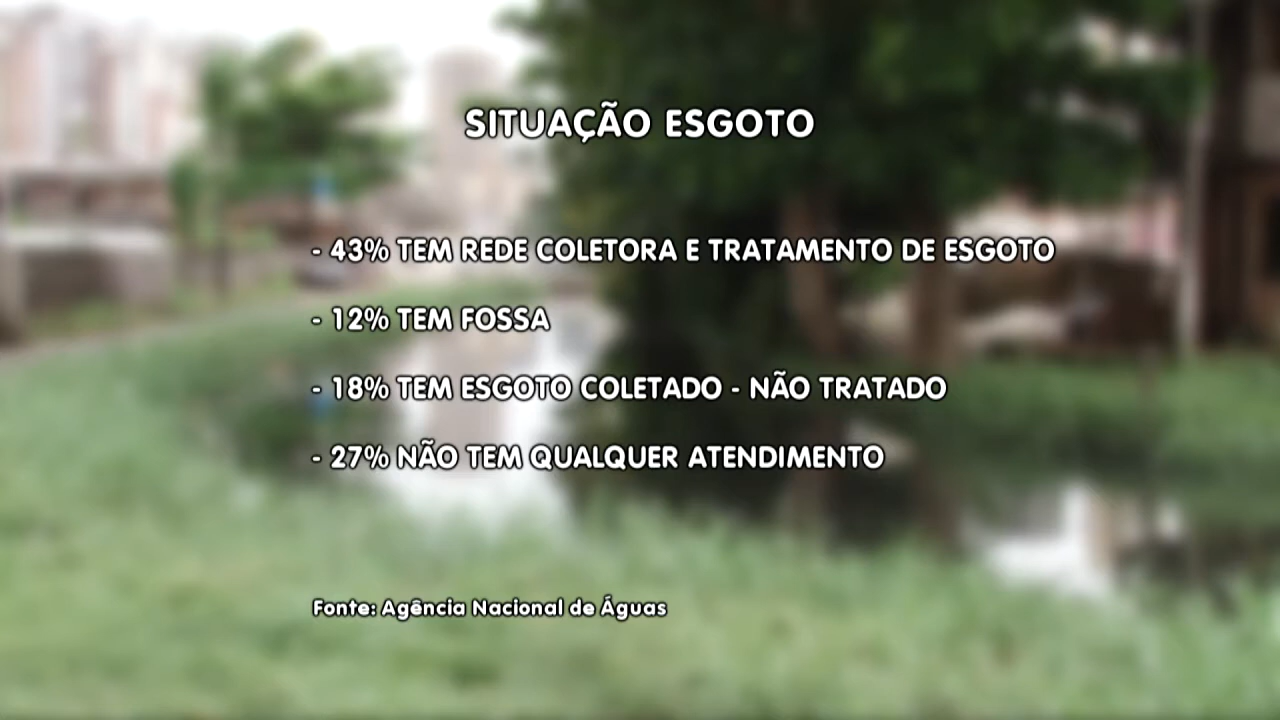 SITUAÇÃO ESGOTO
- 43% TEM REDE COLETORA E TRATAMENTO DE ESGOTO
- 12% TEM FOSSA
- 18% TEM ESGOTO COLETADO - NÃO TRATADO
- 27% NÃO TEM QUALQUER ATENDIMENTO
Fonte: Agência Nacional de Águas